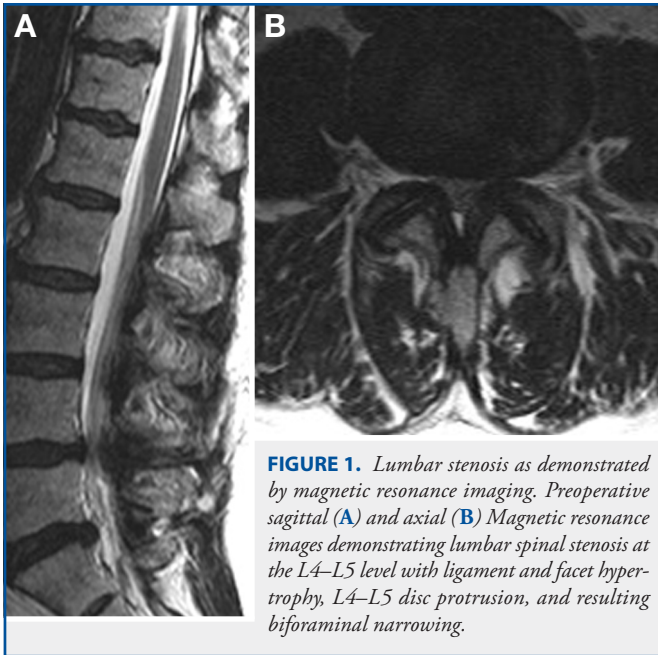 A
B
FIGURE 1. Lumbar stenosis as demonstrated
by magnetic resonance imaging. Preoperative
sagittal (A) and axial (B) Magnetic resonance
images demonstrating lumbar spinal stenosis at
the L4–L5 level with ligament and facet hyper-
trophy, L4–L5 disc protrusion, and resulting
biforaminal narrowing.